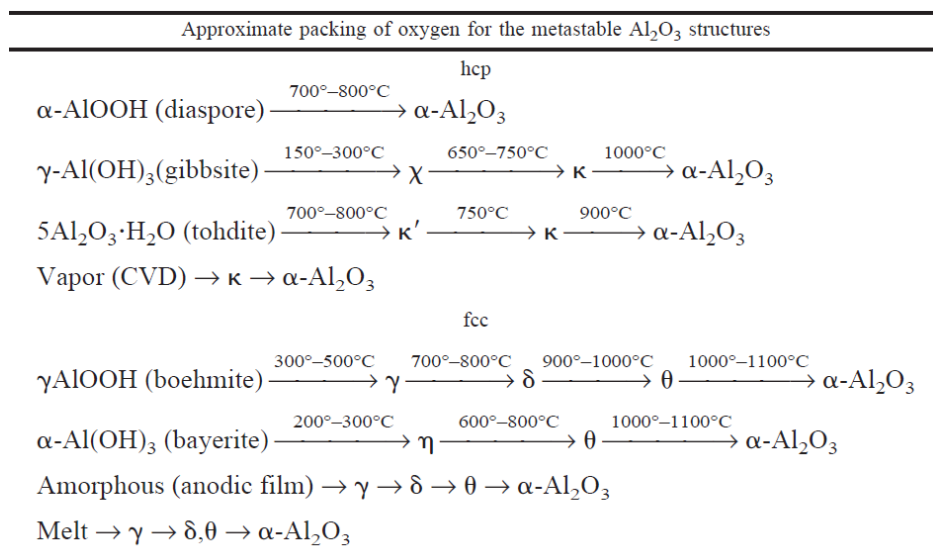 Approximate packing of oxygen for the metastable Al₂O₃ structures
hcp
α-AlOOH (diaspore) —700°–800°C→ α-Al₂O₃
γ-Al(OH)₃(gibbsite) —150°–300°C→ χ —650°–750°C→ κ —1000°C→ α-Al₂O₃
5Al₂O₃·H₂O (tohdite) —700°–800°C→ κ′ —750°C→ κ —900°C→ α-Al₂O₃
Vapor (CVD) → κ → α-Al₂O₃
fcc
γAlOOH (boehmite) —300°–500°C→ γ —700°–800°C→ δ —900°–1000°C→ θ —1000°–1100°C→ α-Al₂O₃
α-Al(OH)₃ (bayerite) —200°–300°C→ η —600°–800°C→ θ —1000°–1100°C→ α-Al₂O₃
Amorphous (anodic film) → γ → δ → θ → α-Al₂O₃
Melt → γ → δ,θ → α-Al₂O₃